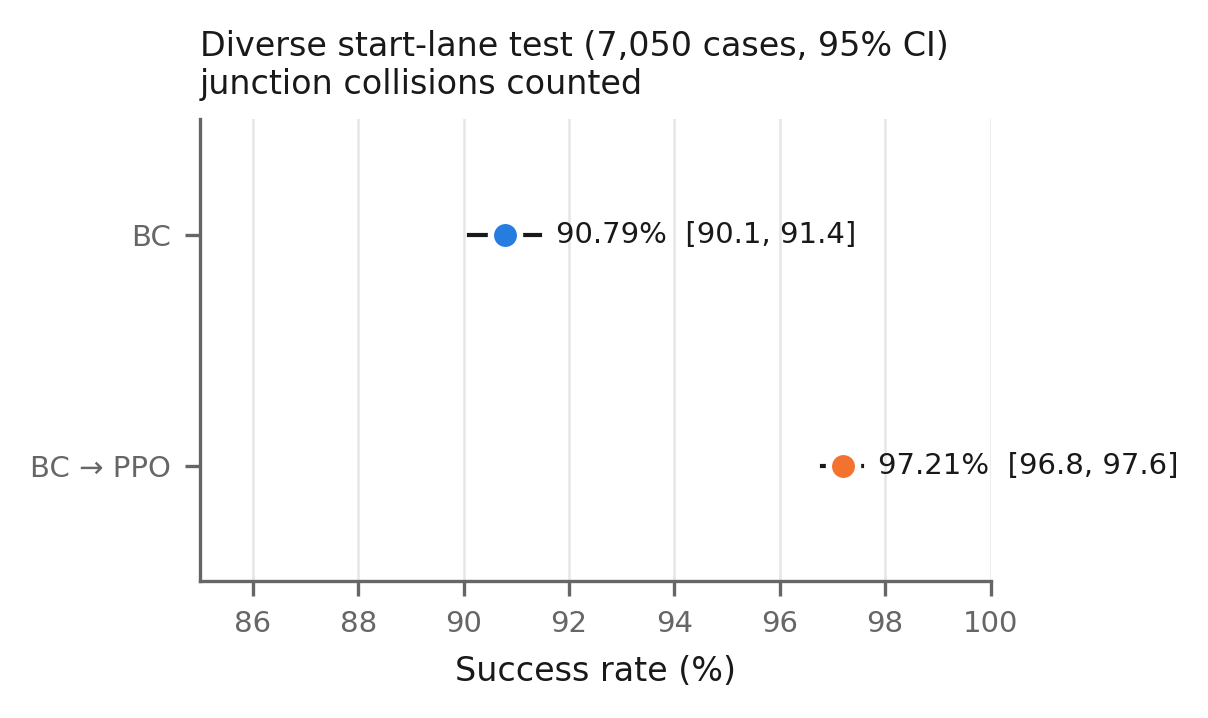 Diverse start-lane test (7,050 cases, 95% CI)
junction collisions counted
BC
90.79%  [90.1, 91.4]
BC → PPO
97.21%  [96.8, 97.6]
86 88 90 92 94 96 98 100
Success rate (%)